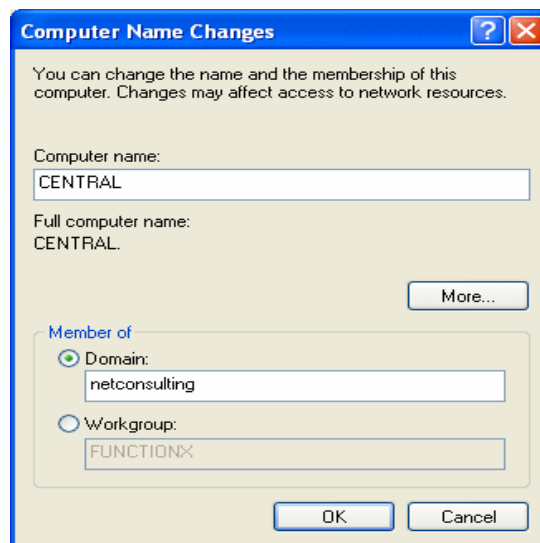 Computer Name Changes
You can change the name and the membership of this
computer. Changes may affect access to network resources.
Computer name:
CENTRAL
Full computer name:
CENTRAL.
More...
Member of
Domain:
netconsulting
Workgroup:
FUNCTIONX
OK Cancel